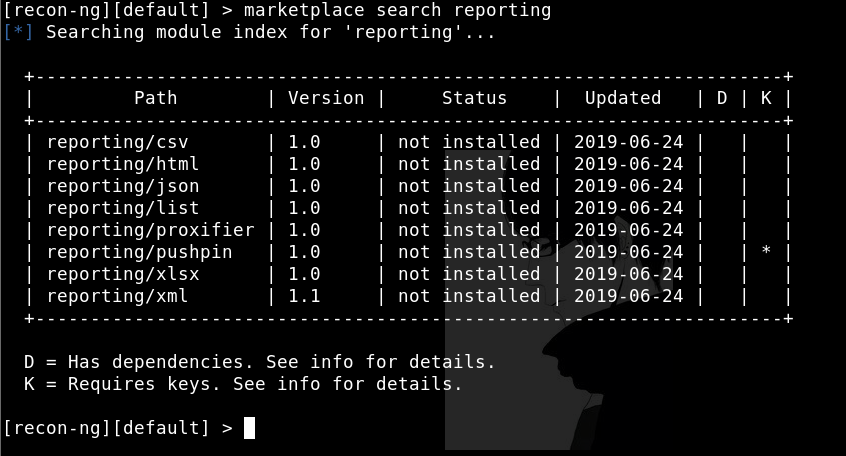 [recon-ng][default] > marketplace search reporting
[*] Searching module index for 'reporting'...
+--------------------------------------------------------------------+
| Path | Version | Status | Updated | D | K |
+--------------------------------------------------------------------+
| reporting/csv | 1.0 | not installed | 2019-06-24 | | |
| reporting/html | 1.0 | not installed | 2019-06-24 | | |
| reporting/json | 1.0 | not installed | 2019-06-24 | | |
| reporting/list | 1.0 | not installed | 2019-06-24 | | |
| reporting/proxifier | 1.0 | not installed | 2019-06-24 | | |
| reporting/pushpin | 1.0 | not installed | 2019-06-24 | | * |
| reporting/xlsx | 1.0 | not installed | 2019-06-24 | | |
| reporting/xml | 1.1 | not installed | 2019-06-24 | | |
+--------------------------------------------------------------------+
D = Has dependencies. See info for details.
K = Requires keys. See info for details.
[recon-ng][default] >